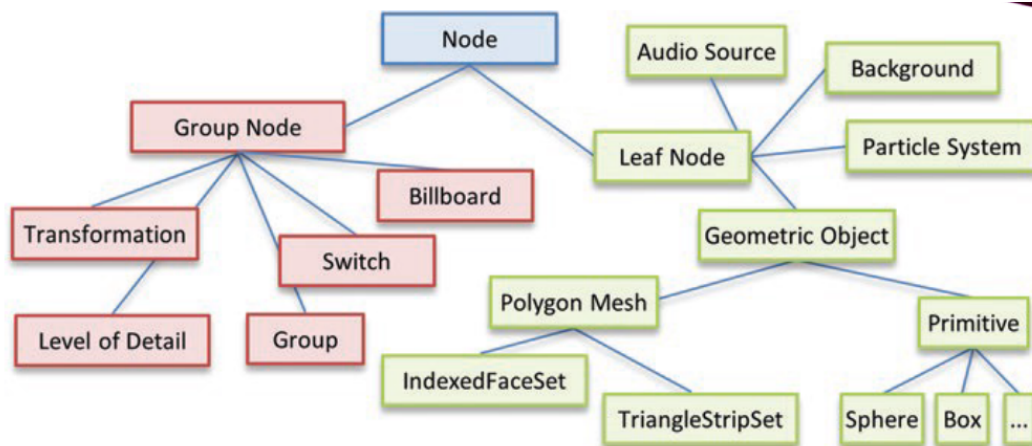 Node
Audio Source
Background
Group Node
Leaf Node
Particle System
Billboard
Transformation
Geometric Object
Switch
Polygon Mesh
Level of Detail
Group
Primitive
IndexedFaceSet
TriangleStripSet
Sphere
Box
...